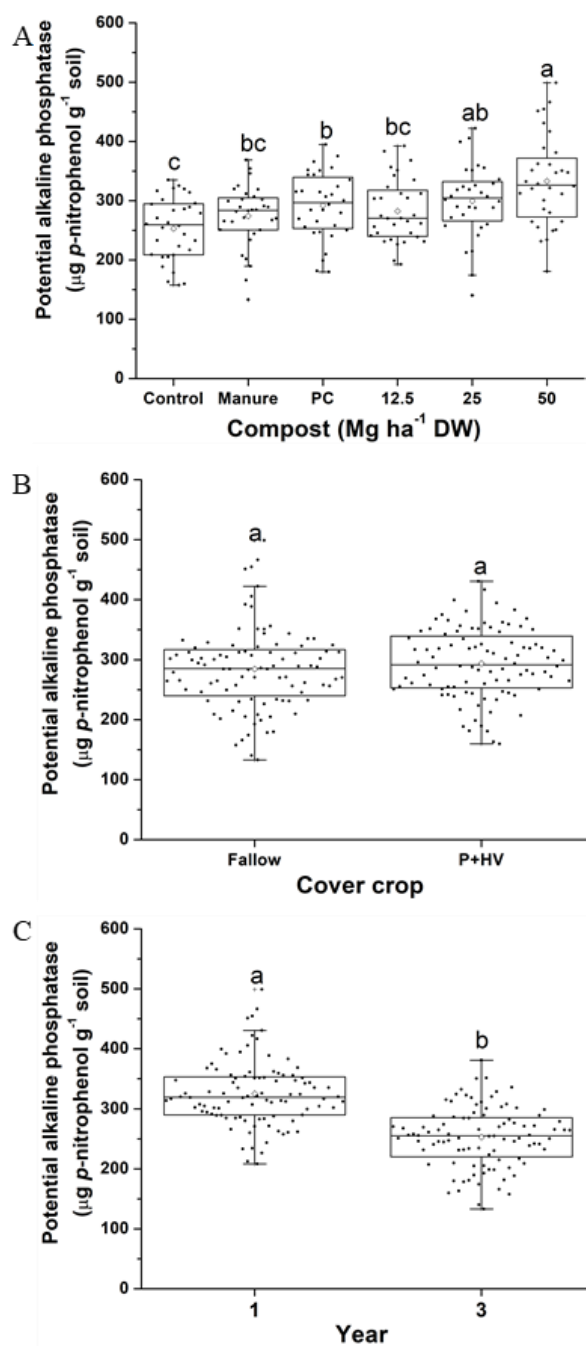 A
600
500
400
300
200
100
0
Potential alkaline phosphatase
(μg p-nitrophenol g⁻¹ soil)
c
bc
b
bc
ab
a
Control Manure PC 12.5 25 50
Compost (Mg ha⁻¹ DW)
B
600
500
400
300
200
100
0
Potential alkaline phosphatase
(μg p-nitrophenol g⁻¹ soil)
a
a
Fallow P+HV
Cover crop
C
600
500
400
300
200
100
0
Potential alkaline phosphatase
(μg p-nitrophenol g⁻¹ soil)
a
b
1 3
Year